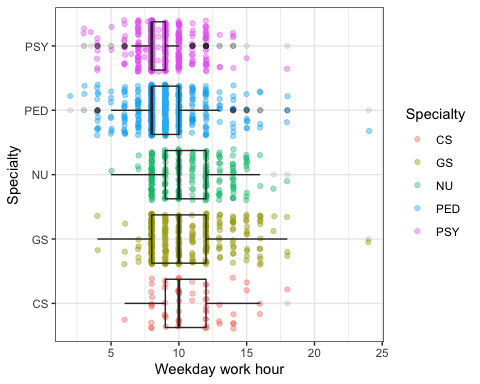 PSY
PED
NU
GS
CS
Specialty
5
10
15
20
25
Weekday work hour
Specialty
CS
GS
NU
PED
PSY